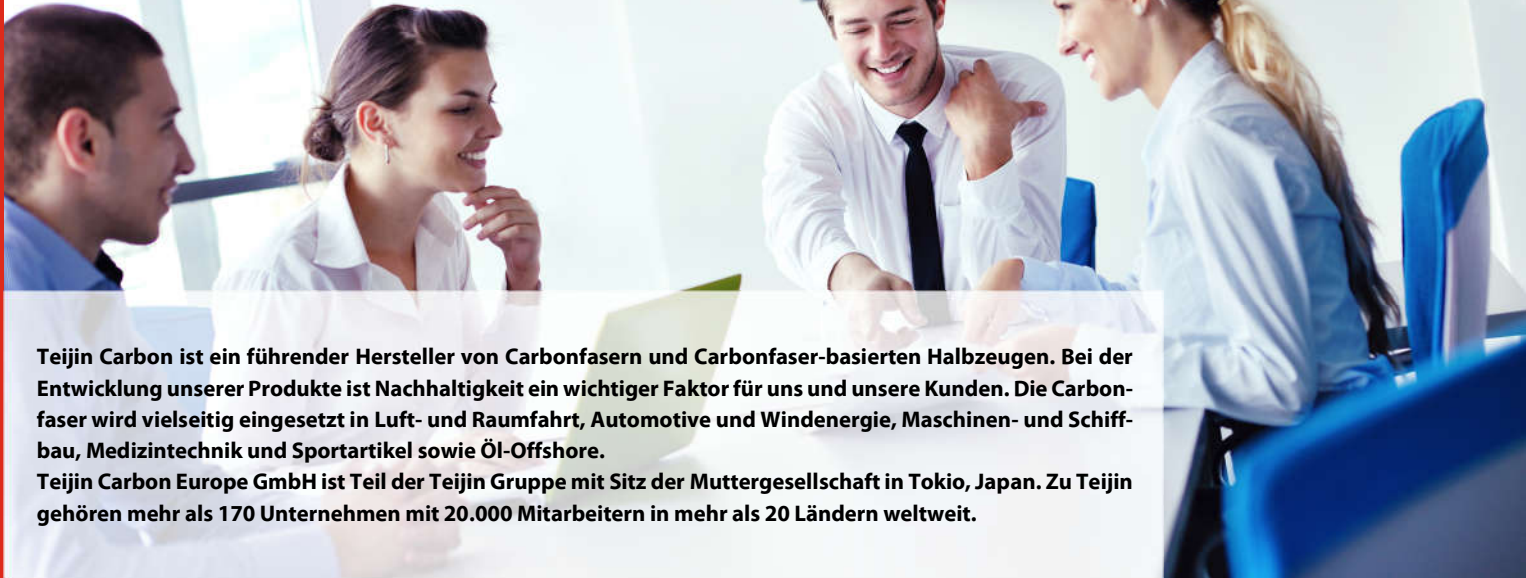 Teijin Carbon ist ein führender Hersteller von Carbonfasern und Carbonfaser-basierten Halbzeugen. Bei der
Entwicklung unserer Produkte ist Nachhaltigkeit ein wichtiger Faktor für uns und unsere Kunden. Die Carbon-
faser wird vielseitig eingesetzt in Luft- und Raumfahrt, Automotive und Windenergie, Maschinen- und Schiff-
bau, Medizintechnik und Sportartikel sowie Öl-Offshore.
Teijin Carbon Europe GmbH ist Teil der Teijin Gruppe mit Sitz der Muttergesellschaft in Tokio, Japan. Zu Teijin
gehören mehr als 170 Unternehmen mit 20.000 Mitarbeitern in mehr als 20 Ländern weltweit.